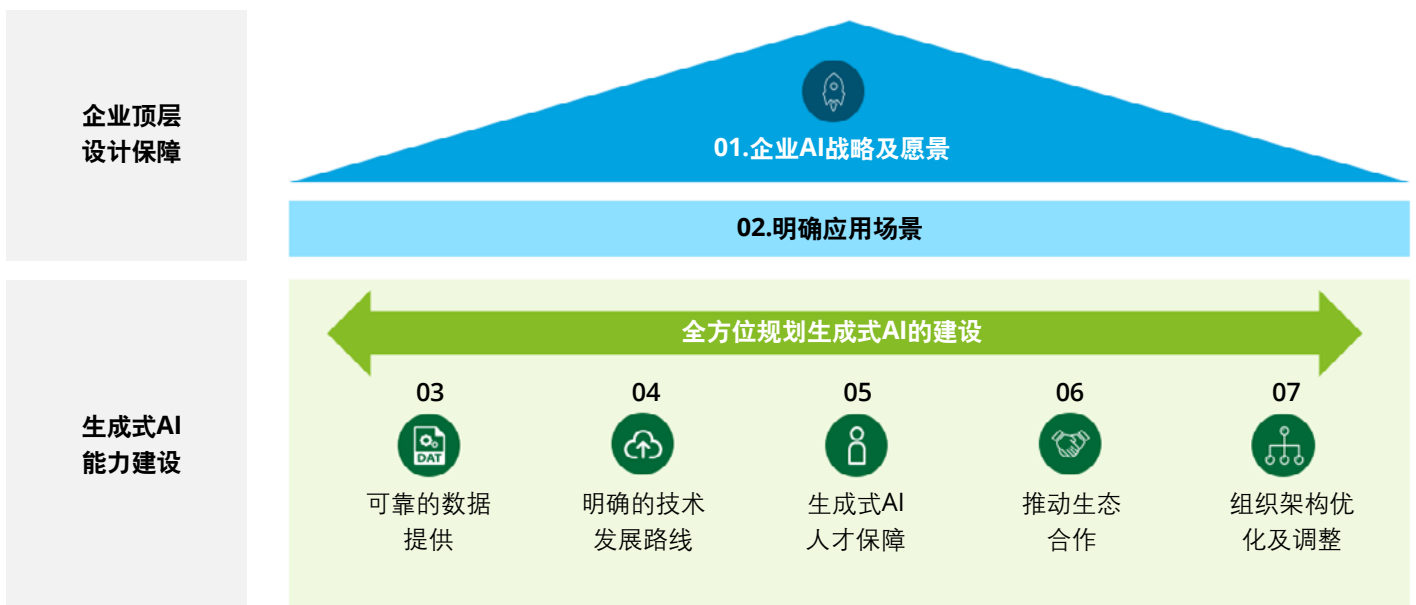 企业顶层
设计保障
01.企业AI战略及愿景
02.明确应用场景
生成式AI
能力建设
全方位规划生成式AI的建设
03
DAT
可靠的数据
提供
04
明确的技术
发展路线
05
生成式AI
人才保障
06
推动生态
合作
07
组织架构优
化及调整